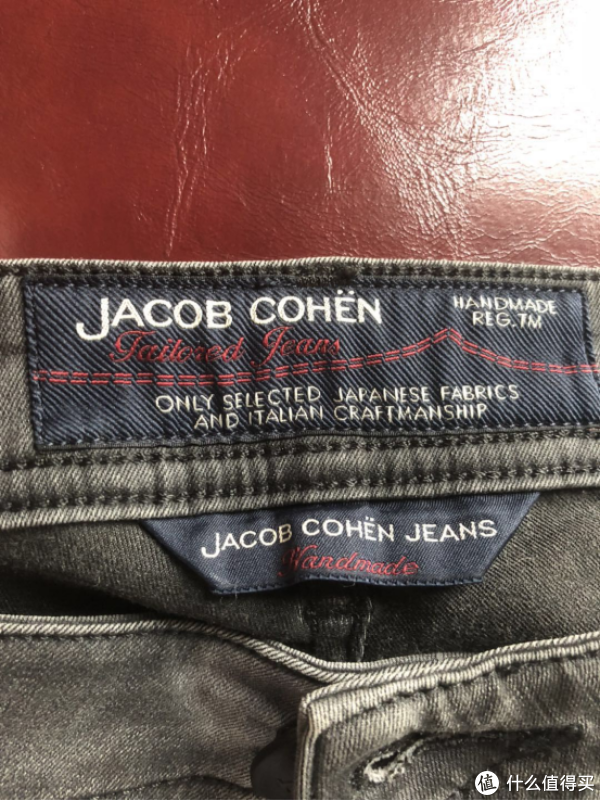 JACOB COHËN
HANDMADE
REG.TM
Tailored Jeans
ONLY SELECTED JAPANESE FABRICS
AND ITALIAN CRAFTMANSHIP
JACOB COHËN JEANS
Handmade
值 什么值得买